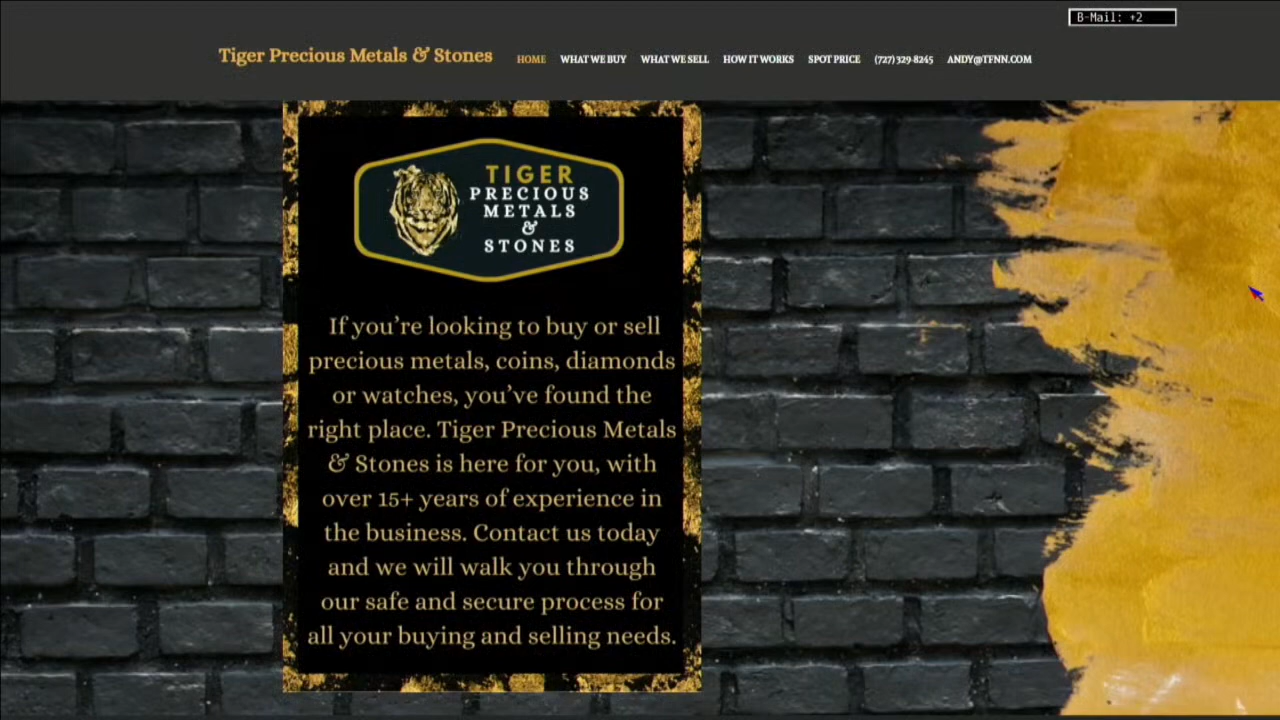 B-Mail: +2
Tiger Precious Metals & Stones
HOME WHAT WE BUY WHAT WE SELL HOW IT WORKS SPOT PRICE (727) 329-8245 ANDY@TFNN.COM
TIGER
PRECIOUS
METALS
&
STONES
If you're looking to buy or sell
precious metals, coins, diamonds
or watches, you've found the
right place. Tiger Precious Metals
& Stones is here for you, with
over 15+ years of experience in
the business. Contact us today
and we will walk you through
our safe and secure process for
all your buying and selling needs.